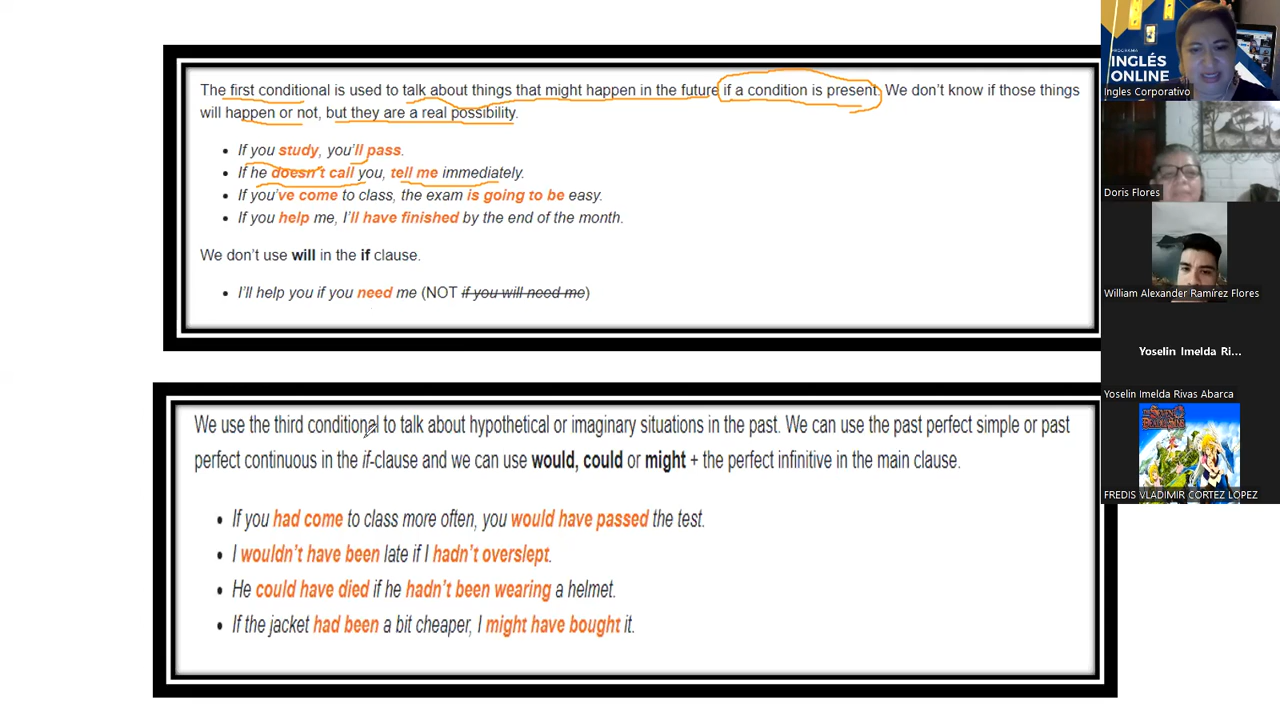 The first conditional is used to talk about things that might happen in the future if a condition is present. We don't know if those things
will happen or not, but they are a real possibility.
If you study, you'll pass.
If he doesn't call you, tell me immediately.
If you've come to class, the exam is going to be easy.
If you help me, I'll have finished by the end of the month.
We don't use will in the if clause.
I'll help you if you need me (NOT if you will need me)
We use the third conditional to talk about hypothetical or imaginary situations in the past. We can use the past perfect simple or past
perfect continuous in the if-clause and we can use would, could or might + the perfect infinitive in the main clause.
If you had come to class more often, you would have passed the test.
I wouldn't have been late if I hadn't overslept.
He could have died if he hadn't been wearing a helmet.
If the jacket had been a bit cheaper, I might have bought it.
PROGRAMA
INGLÉS
ONLINE
Ingles Corporativo
Doris Flores
William Alexander Ramírez Flores
Yoselin Imelda Ri...
Yoselin Imelda Rivas Abarca
FREDIS VLADIMIR CORTEZ LOPEZ